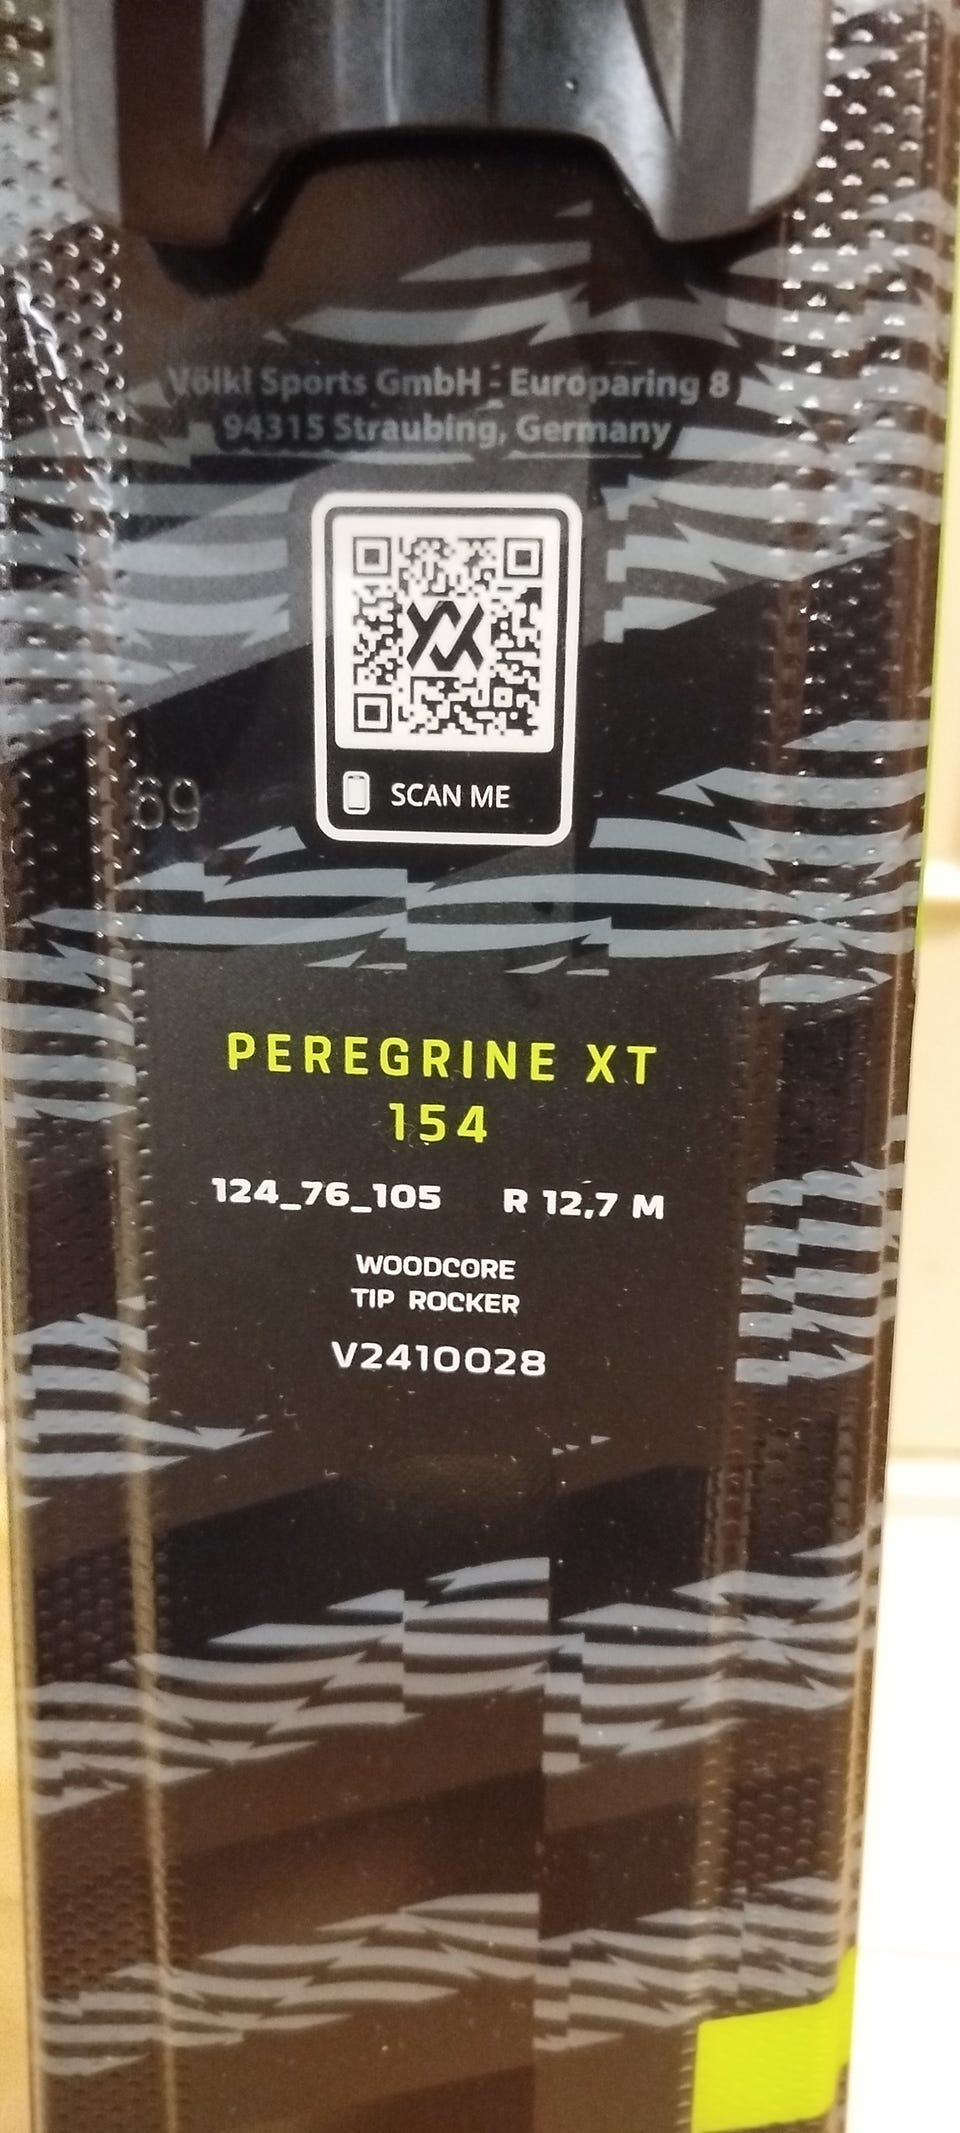 Völkl Sports GmbH - Europaring 8
94315 Straubing, Germany
SCAN ME
69
PEREGRINE XT
154
124_76_105 R 12,7 M
WOODCORE
TIP ROCKER
V2410028